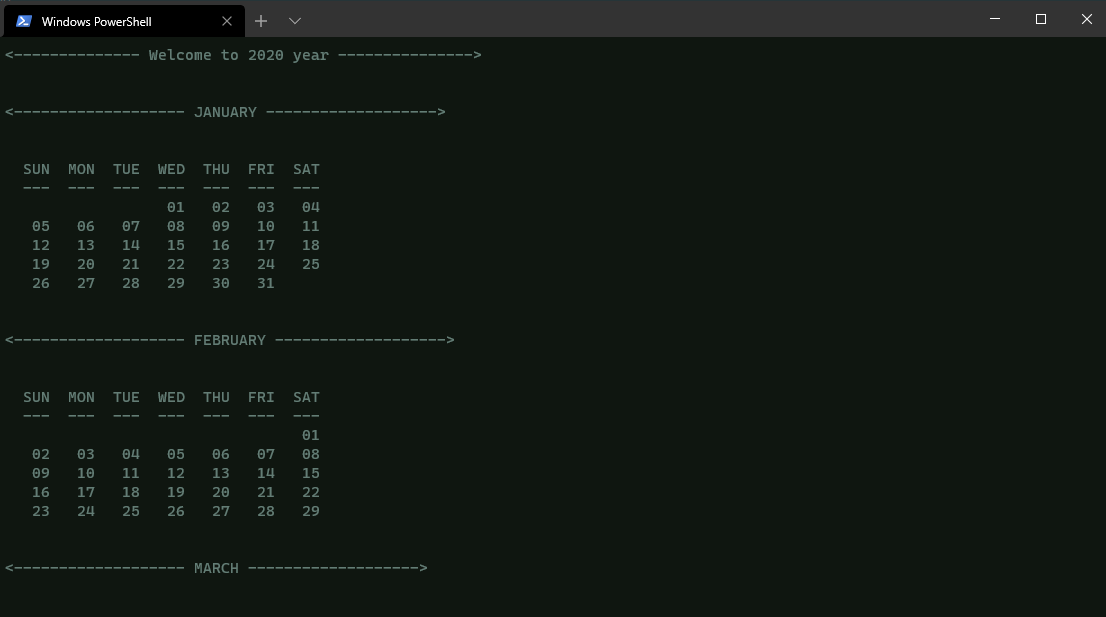 Windows PowerShell
<-------------- Welcome to 2020 year --------------->
<------------------- JANUARY ------------------->
SUN MON TUE WED THU FRI SAT
--- --- --- --- --- --- ---
01 02 03 04
05 06 07 08 09 10 11
12 13 14 15 16 17 18
19 20 21 22 23 24 25
26 27 28 29 30 31
<------------------- FEBRUARY ------------------->
SUN MON TUE WED THU FRI SAT
--- --- --- --- --- --- ---
01
02 03 04 05 06 07 08
09 10 11 12 13 14 15
16 17 18 19 20 21 22
23 24 25 26 27 28 29
<------------------- MARCH ------------------->